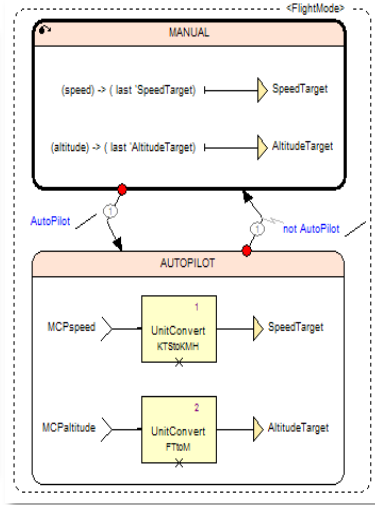 <FlightMode>
MANUAL
(speed) -> ( last 'SpeedTarget)
SpeedTarget
(altitude) -> ( last 'AltitudeTarget)
AltitudeTarget
AutoPilot
1
1
not AutoPilot
AUTOPILOT
MCPspeed
1
UnitConvert
KTStoKMH
SpeedTarget
MCPaltitude
2
UnitConvert
FTtoM
AltitudeTarget